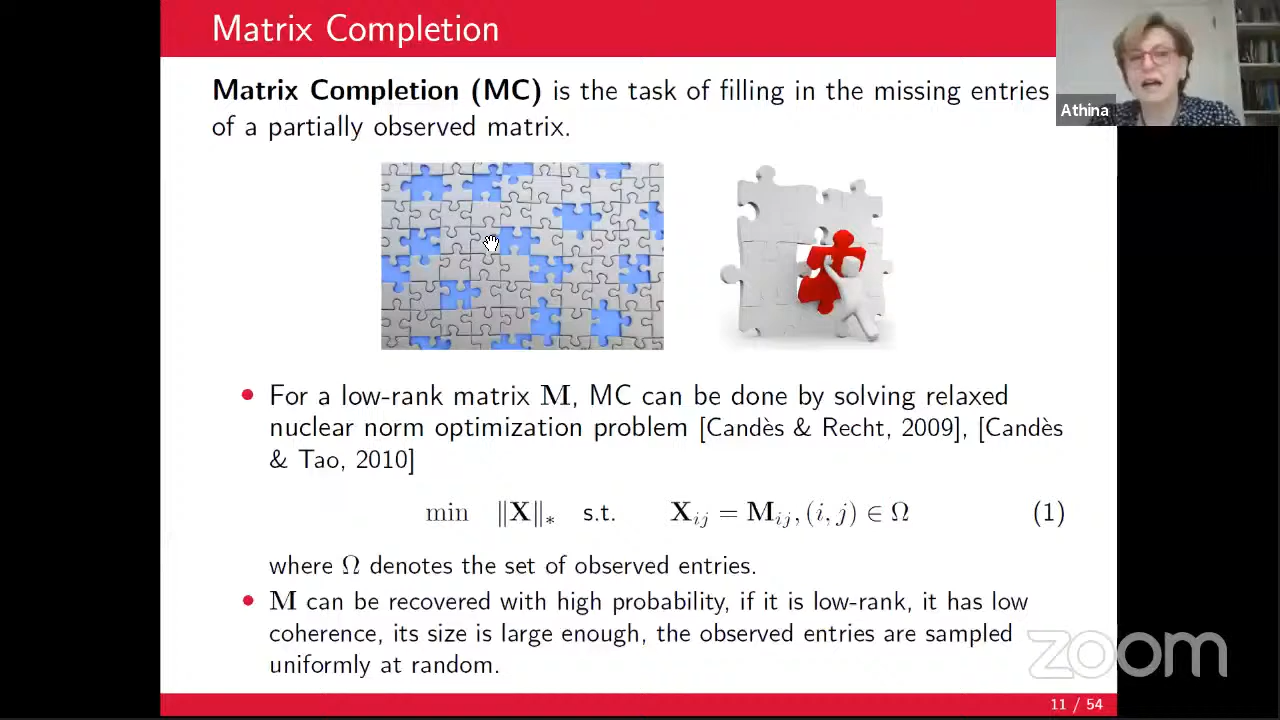 Matrix Completion
Athina
Matrix Completion (MC) is the task of filling in the missing entries
of a partially observed matrix.
• For a low-rank matrix M, MC can be done by solving relaxed
nuclear norm optimization problem [Candès & Recht, 2009], [Candès
& Tao, 2010]
min ‖X‖* s.t. Xij = Mij, (i, j) ∈ Ω (1)
where Ω denotes the set of observed entries.
• M can be recovered with high probability, if it is low-rank, it has low
coherence, its size is large enough, the observed entries are sampled
uniformly at random.
zoom
11 / 54